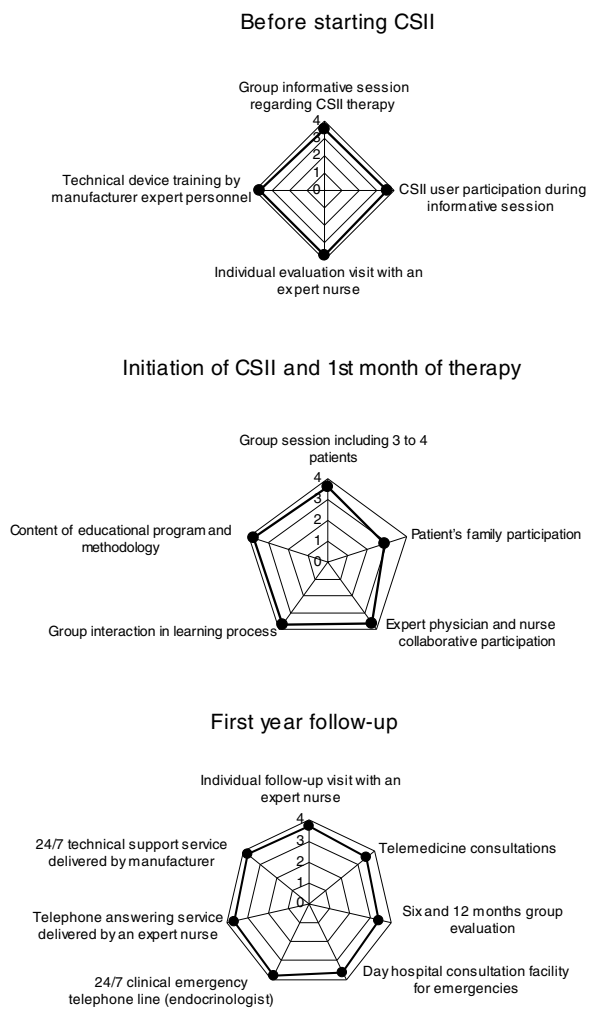 Before starting CSII
Group informative session
regarding CSII therapy
4
3
2
1
0
Technical device training by
manufacturer expert personnel
CSII user participation during
informative session
Individual evaluation visit with an
expert nurse
Initiation of CSII and 1st month of therapy
Group session including 3 to 4
patients
4
3
2
1
0
Content of educational program and
methodology
Patient's family participation
Group interaction in learning process
Expert physician and nurse
collaborative participation
First year follow-up
Individual follow-up visit with an
expert nurse
4
3
2
1
0
24/7 technical support service
delivered by manufacturer
Telemedicine consultations
Telephone answering service
delivered by an expert nurse
Six and 12 months group
evaluation
24/7 clinical emergency
telephone line (endocrinologist)
Day hospital consultation facility
for emergencies